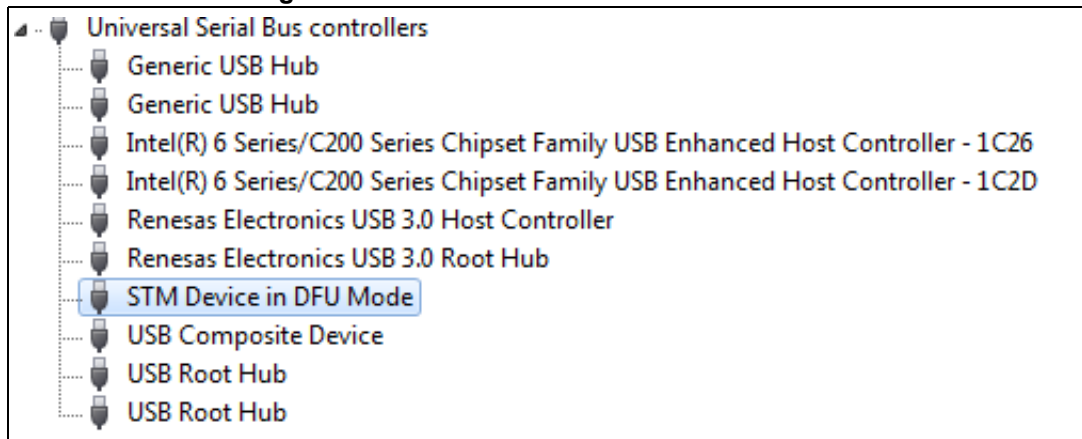 Universal Serial Bus controllers
Generic USB Hub
Generic USB Hub
Intel(R) 6 Series/C200 Series Chipset Family USB Enhanced Host Controller - 1C26
Intel(R) 6 Series/C200 Series Chipset Family USB Enhanced Host Controller - 1C2D
Renesas Electronics USB 3.0 Host Controller
Renesas Electronics USB 3.0 Root Hub
STM Device in DFU Mode
USB Composite Device
USB Root Hub
USB Root Hub